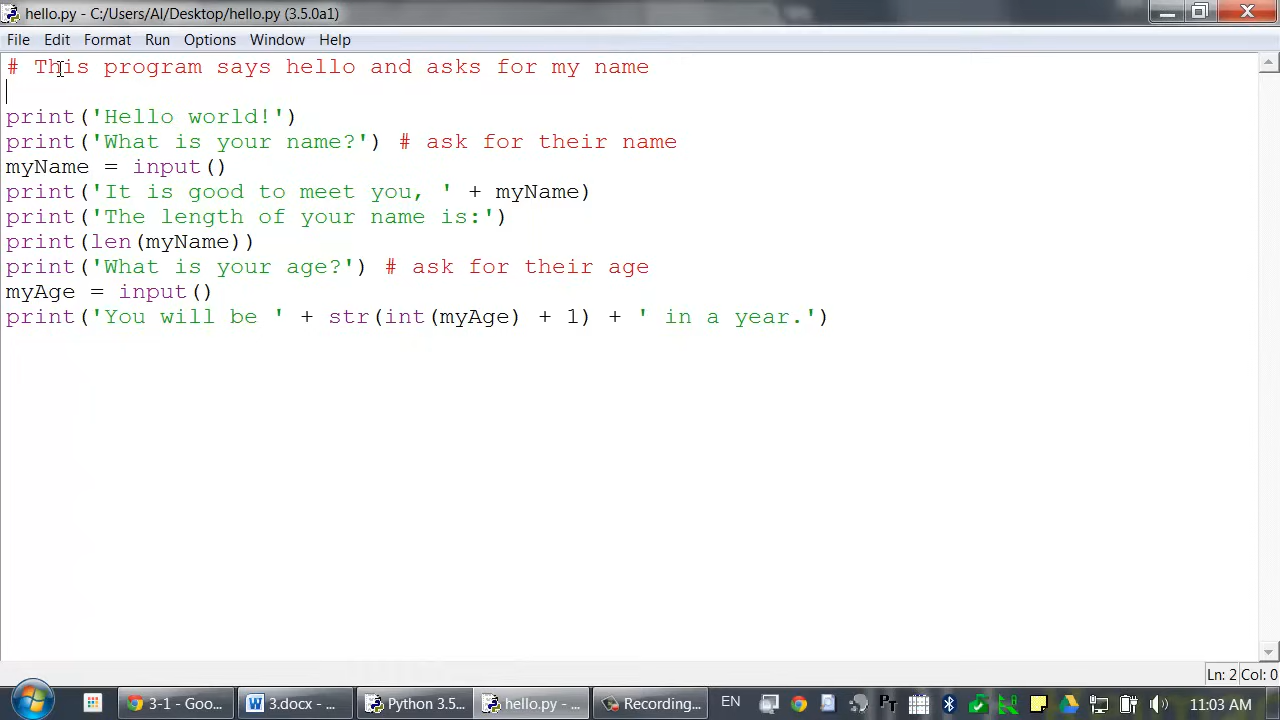 hello.py - C:/Users/Al/Desktop/hello.py (3.5.0a1)
File Edit Format Run Options Window Help
# This program says hello and asks for my name
print('Hello world!')
print('What is your name?') # ask for their name
myName = input()
print('It is good to meet you, ' + myName)
print('The length of your name is:')
print(len(myName))
print('What is your age?') # ask for their age
myAge = input()
print('You will be ' + str(int(myAge) + 1) + ' in a year.')
Ln: 2 Col: 0
3-1 - Goo... 3.docx - ... Python 3.5... hello.py - ... Recording... EN 11:03 AM